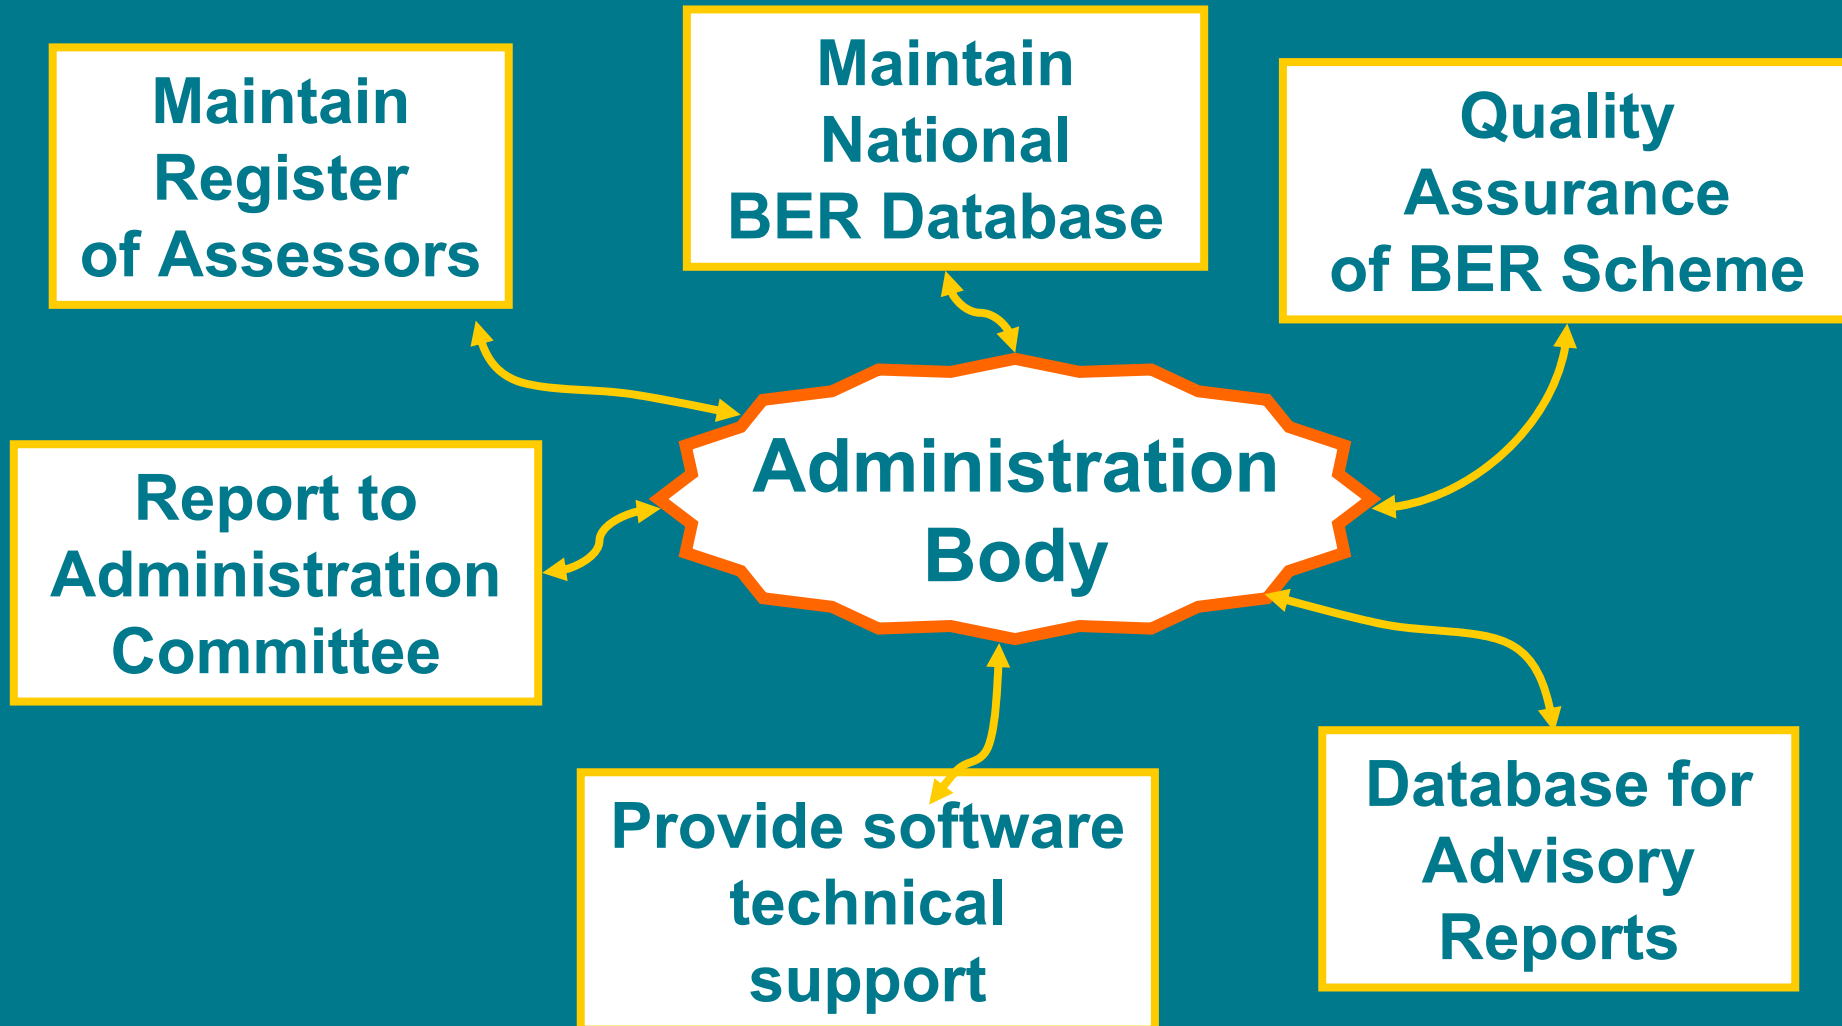 Maintain
Register
of Assessors
Maintain
National
BER Database
Quality
Assurance
of BER Scheme
Administration
Body
Report to
Administration
Committee
Provide software
technical
support
Database for
Advisory
Reports